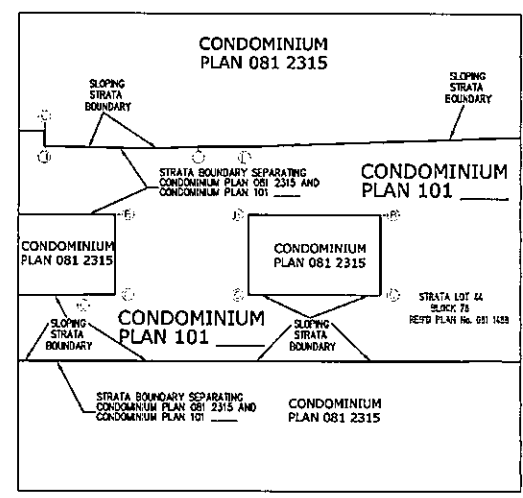 CONDOMINIUM
PLAN 081 2315
SLOPING
STRATA
BOUNDARY
SLOPING
STRATA
BOUNDARY
STRATA BOUNDARY SEPARATING
CONDOMINIUM PLAN 081 2315 AND
CONDOMINIUM PLAN 101 ____
CONDOMINIUM
PLAN 101 ____
CONDOMINIUM
PLAN 081 2315
CONDOMINIUM
PLAN 081 2315
STRATA LOT 44
BLOCK 78
PLAN No. 081
SLOPING
STRATA
BOUNDARY
CONDOMINIUM
PLAN 101 ____
SLOPING
STRATA
BOUNDARY
STRATA BOUNDARY SEPARATING
CONDOMINIUM PLAN 081 2315 AND
CONDOMINIUM PLAN 101 ____
CONDOMINIUM
PLAN 081 2315